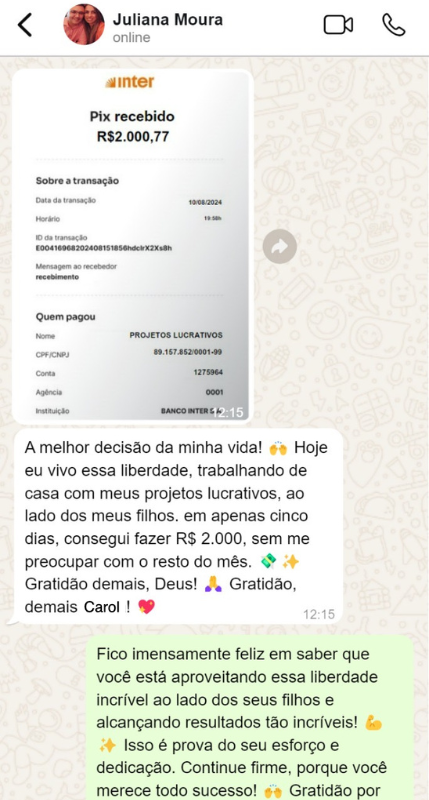 Juliana Moura
online
inter
Pix recebido
R$2.000,77
Sobre a transação
Data da transação 10/08/2024
Horário 19:56h
ID da transação
E00416968202408151856hdcIrX2Xs8h
Mensagem ao recebedor
recebimento
Quem pagou
Nome PROJETOS LUCRATIVOS
CPF/CNPJ 89.157.852/0001-99
Conta 1275964
Agência 0001
Instituição BANCO INTER
12:15
A melhor decisão da minha vida! 🙌 Hoje
eu vivo essa liberdade, trabalhando de
casa com meus projetos lucrativos, ao
lado dos meus filhos. em apenas cinco
dias, consegui fazer R$ 2.000, sem me
preocupar com o resto do mês. 💸 ✨
Gratidão demais, Deus! 🙏 Gratidão,
demais Carol ! 💖
12:15
Fico imensamente feliz em saber que
você está aproveitando essa liberdade
incrível ao lado dos seus filhos e
alcançando resultados tão incríveis! 💪
✨ Isso é prova do seu esforço e
dedicação. Continue firme, porque você
merece todo sucesso! 🙌 Gratidão por